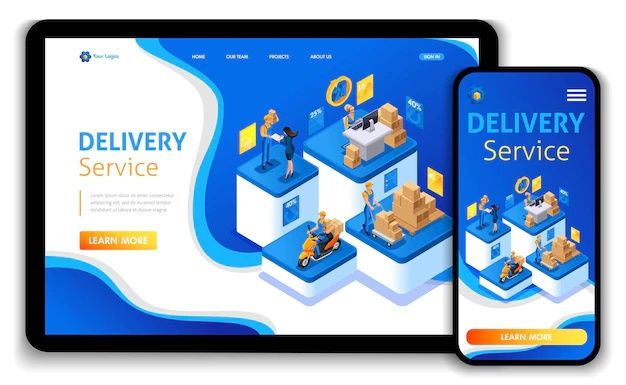 Your Logos
HOME
OUR TEAM
PROJECTS
ABOUT US
SIGN IN
DELIVERY
Service
LEARN MORE
25%
40%
40%
DELIVERY
Service
LEARN MORE